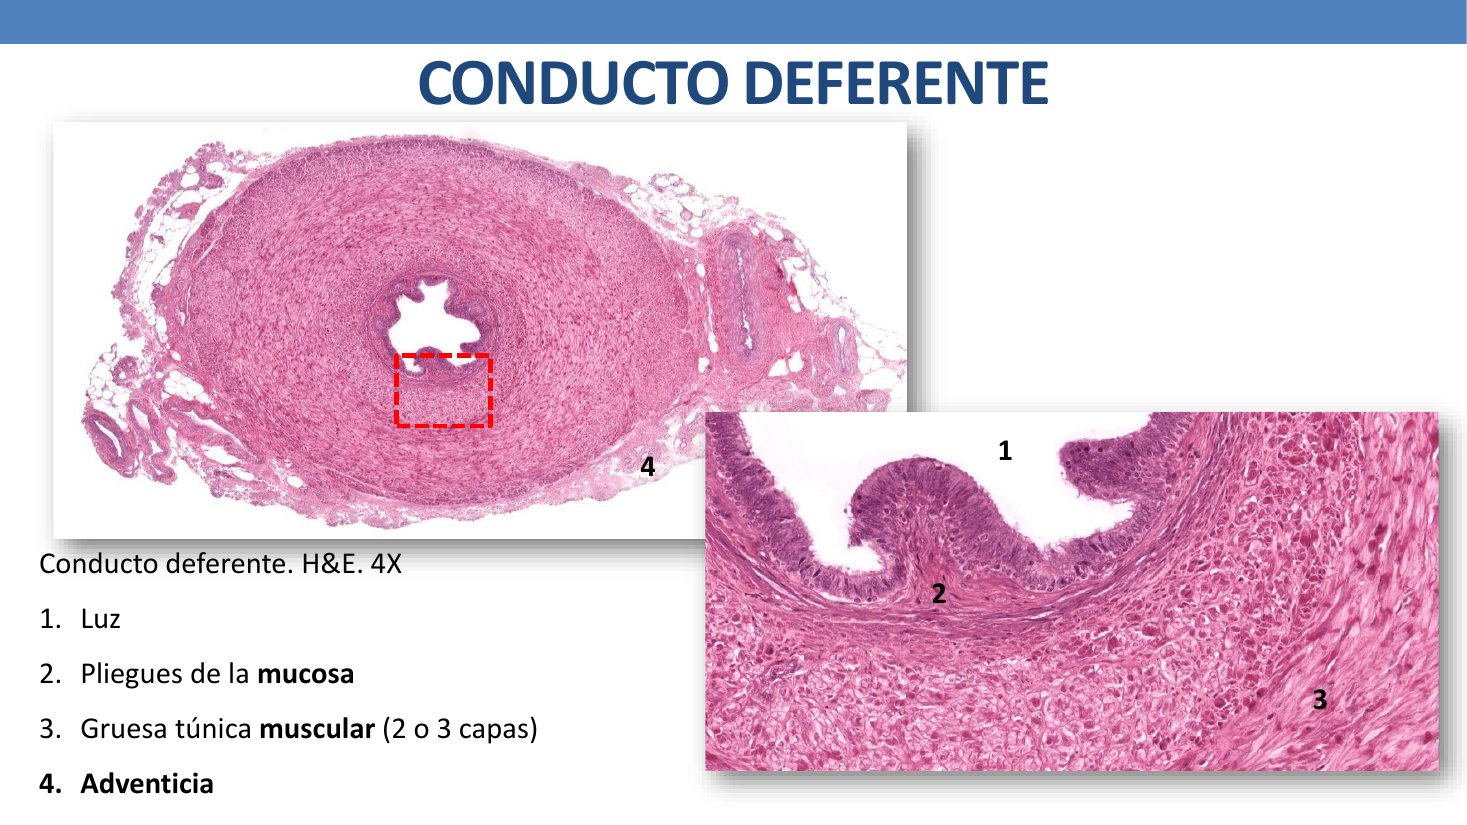 CONDUCTO DEFERENTE
4
1
2
3
Conducto deferente. H&E. 4X
1. Luz
2. Pliegues de la mucosa
3. Gruesa túnica muscular (2 o 3 capas)
4. Adventicia